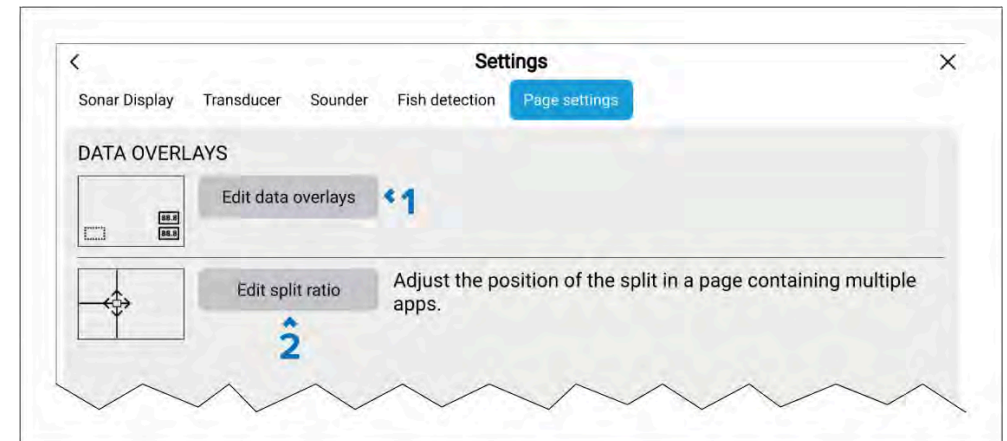 Settings
Sonar Display Transducer Sounder Fish detection Page settings
DATA OVERLAYS
Edit data overlays 1
88.8
88.8
Edit split ratio Adjust the position of the split in a page containing multiple
apps.
2